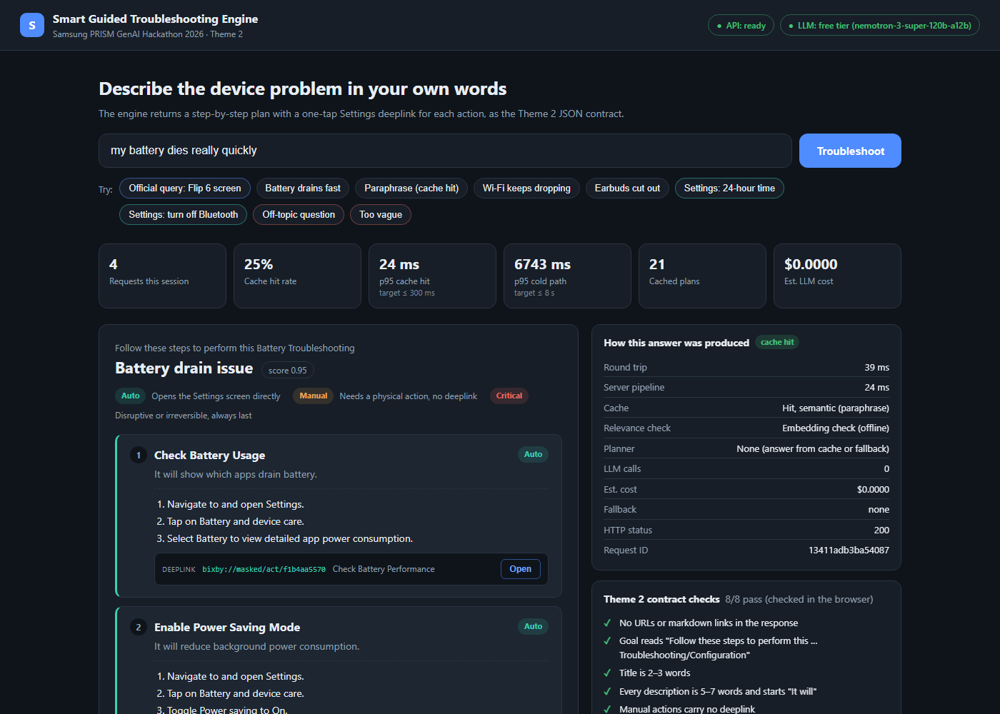 S
Smart Guided Troubleshooting Engine
Samsung PRISM GenAI Hackathon 2026 · Theme 2
● API: ready
● LLM: free tier (nemotron-3-super-120b-a12b)
Describe the device problem in your own words
The engine returns a step-by-step plan with a one-tap Settings deeplink for each action, as the Theme 2 JSON contract.
my battery dies really quickly
Troubleshoot
Try:
Official query: Flip 6 screen
Battery drains fast
Paraphrase (cache hit)
Wi-Fi keeps dropping
Earbuds cut out
Settings: 24-hour time
Settings: turn off Bluetooth
Off-topic question
Too vague
4
Requests this session
25%
Cache hit rate
24 ms
p95 cache hit
target ≤ 300 ms
6743 ms
p95 cold path
target ≤ 8 s
21
Cached plans
$0.0000
Est. LLM cost
Follow these steps to perform this Battery Troubleshooting
Battery drain issue
score 0.95
Auto Opens the Settings screen directly
Manual Needs a physical action, no deeplink
Critical
Disruptive or irreversible, always last
1 Check Battery Usage
Auto
It will show which apps drain battery.
1. Navigate to and open Settings.
2. Tap on Battery and device care.
3. Select Battery to view detailed app power consumption.
DEEPLINK bixby://masked/act/f1b4aa5570 Check Battery Performance
Open
2 Enable Power Saving Mode
Auto
It will reduce background power consumption.
1. Navigate to and open Settings.
2. Tap on Battery and device care.
3. Toggle Power saving to On.
How this answer was produced
cache hit
Round trip 39 ms
Server pipeline 24 ms
Cache Hit, semantic (paraphrase)
Relevance check Embedding check (offline)
Planner None (answer from cache or fallback)
LLM calls 0
Est. cost $0.0000
Fallback none
HTTP status 200
Request ID 13411adb3ba54087
Theme 2 contract checks 8/8 pass (checked in the browser)
✓ No URLs or markdown links in the response
✓ Goal reads "Follow these steps to perform this ...
Troubleshooting/Configuration"
✓ Title is 2–3 words
✓ Every description is 5–7 words and starts "It will"
✓ Manual actions carry no deeplink